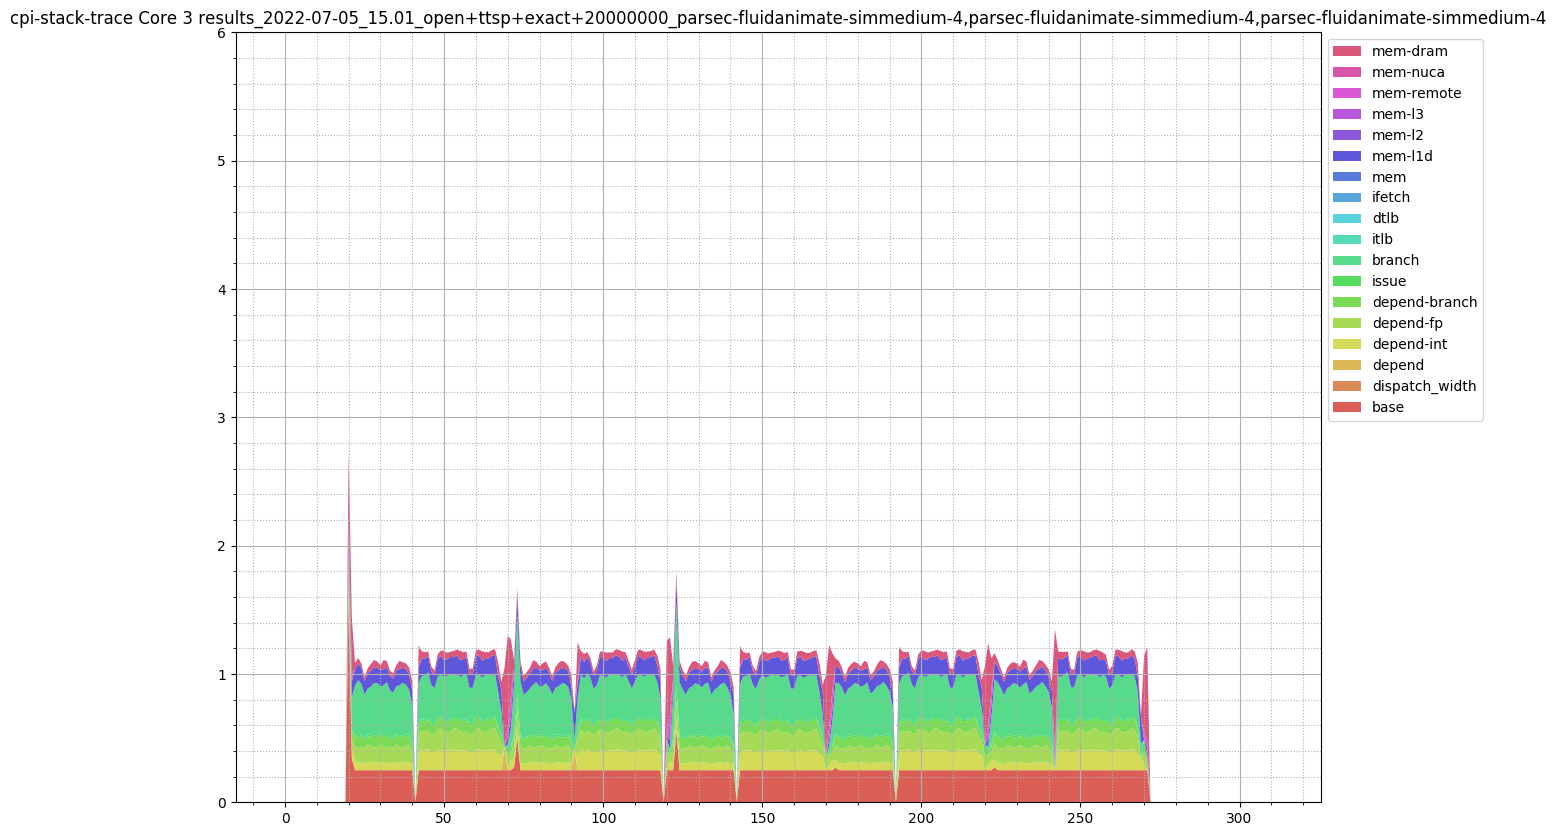 cpi-stack-trace Core 3 results_2022-07-05_15.01_open+ttsp+exact+20000000_parsec-fluidanimate-simmedium-4,parsec-fluidanimate-simmedium-4,parsec-fluidanimate-simmedium-4
6
5
4
3
2
1
0
0 50 100 150 200 250 300
mem-dram
mem-nuca
mem-remote
mem-l3
mem-l2
mem-l1d
mem
ifetch
dtlb
itlb
branch
issue
depend-branch
depend-fp
depend-int
depend
dispatch_width
base